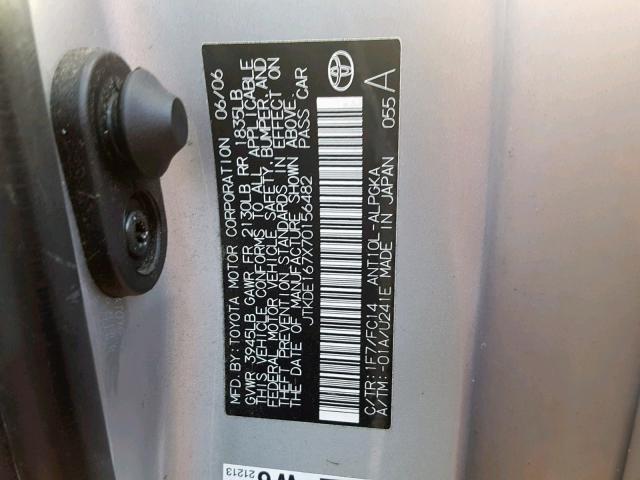 MFD. BY: TOYOTA MOTOR CORPORATION 06/06
GVWR 3945LB GAWR FR 2130LB RR 1835LB
THIS VEHICLE CONFORMS TO ALL APPLICABLE
FEDERAL MOTOR VEHICLE SAFETY, BUMPER, AND
THEFT PREVENTION STANDARDS IN EFFECT ON
DATE OF MANUFACTURE SHOWN ABOVE.
JTKDE167X70156482 PASS CAR
C/TR: 1F7/FC14 ANT10L-ALPGKA 055 A
A/TM: -01A/U241E MADE IN JAPAN
21213